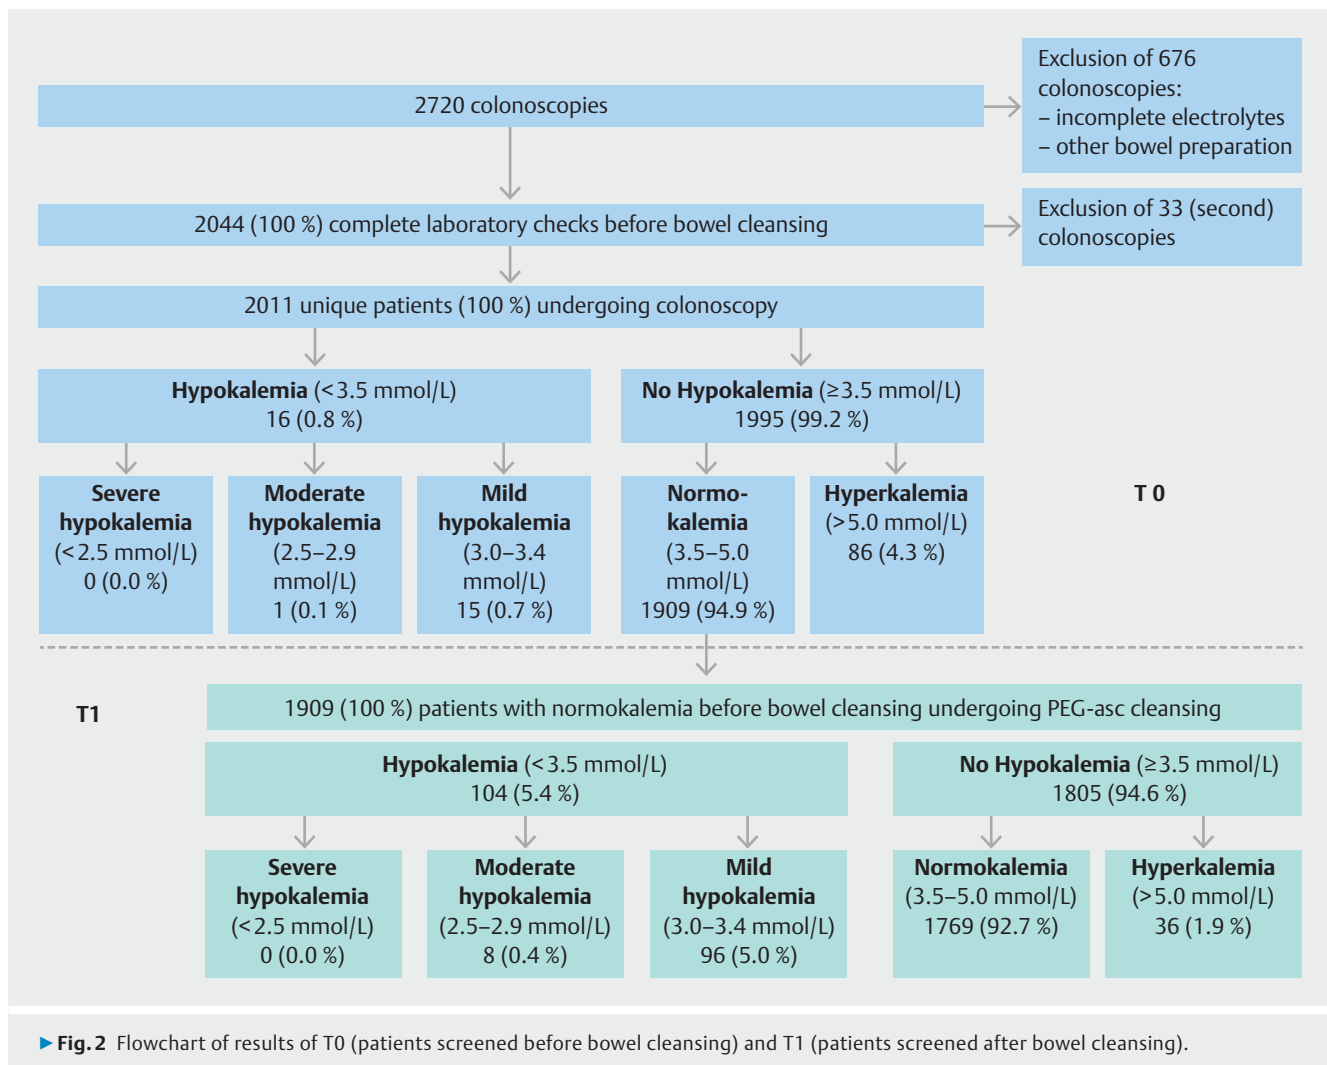 2720 colonoscopies
Exclusion of 676
colonoscopies:
– incomplete electrolytes
– other bowel preparation
2044 (100 %) complete laboratory checks before bowel cleansing
Exclusion of 33 (second)
colonoscopies
2011 unique patients (100 %) undergoing colonoscopy
Hypokalemia (<3.5 mmol/L)
16 (0.8 %)
No Hypokalemia (≥3.5 mmol/L)
1995 (99.2 %)
Severe
hypokalemia
(<2.5 mmol/L)
0 (0.0 %)
Moderate
hypokalemia
(2.5–2.9
mmol/L)
1 (0.1 %)
Mild
hypokalemia
(3.0–3.4
mmol/L)
15 (0.7 %)
Normo-
kalemia
(3.5–5.0
mmol/L)
1909 (94.9 %)
Hyperkalemia
(>5.0 mmol/L)
86 (4.3 %)
T 0
T1
1909 (100 %) patients with normokalemia before bowel cleansing undergoing PEG-asc cleansing
Hypokalemia (<3.5 mmol/L)
104 (5.4 %)
No Hypokalemia (≥3.5 mmol/L)
1805 (94.6 %)
Severe
hypokalemia
(<2.5 mmol/L)
0 (0.0 %)
Moderate
hypokalemia
(2.5–2.9 mmol/L)
8 (0.4 %)
Mild
hypokalemia
(3.0–3.4 mmol/L)
96 (5.0 %)
Normokalemia
(3.5–5.0 mmol/L)
1769 (92.7 %)
Hyperkalemia
(>5.0 mmol/L)
36 (1.9 %)
▶ Fig. 2 Flowchart of results of T0 (patients screened before bowel cleansing) and T1 (patients screened after bowel cleansing).